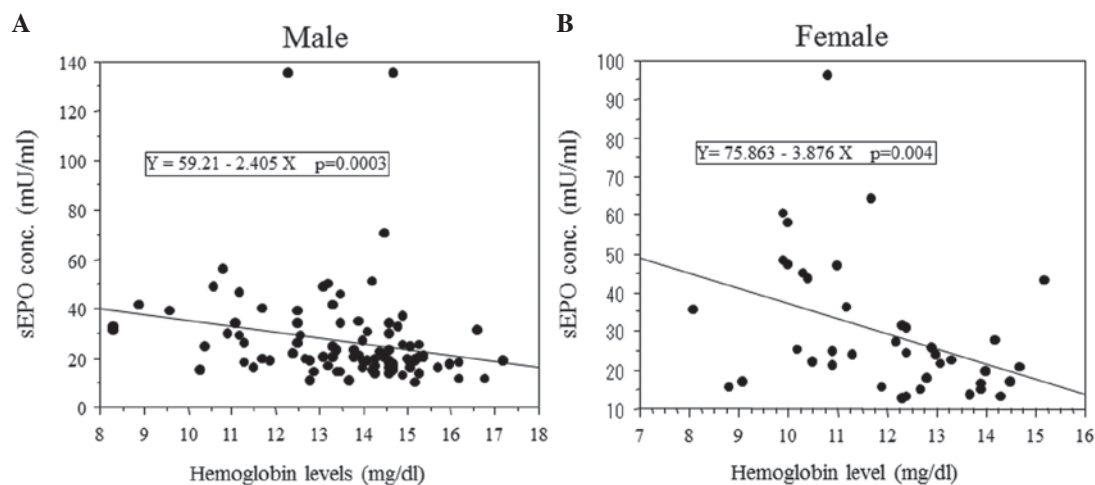 A
Male
sEPO conc. (mU/ml)
140
120
100
80
60
40
20
0
Y = 59.21 - 2.405 X p=0.0003
8 9 10 11 12 13 14 15 16 17 18
Hemoglobin levels (mg/dl)
B
Female
sEPO conc. (mU/ml)
100
90
80
70
60
50
40
30
20
10
Y= 75.863 - 3.876 X p=0.004
7 8 9 10 11 12 13 14 15 16
Hemoglobin level (mg/dl)